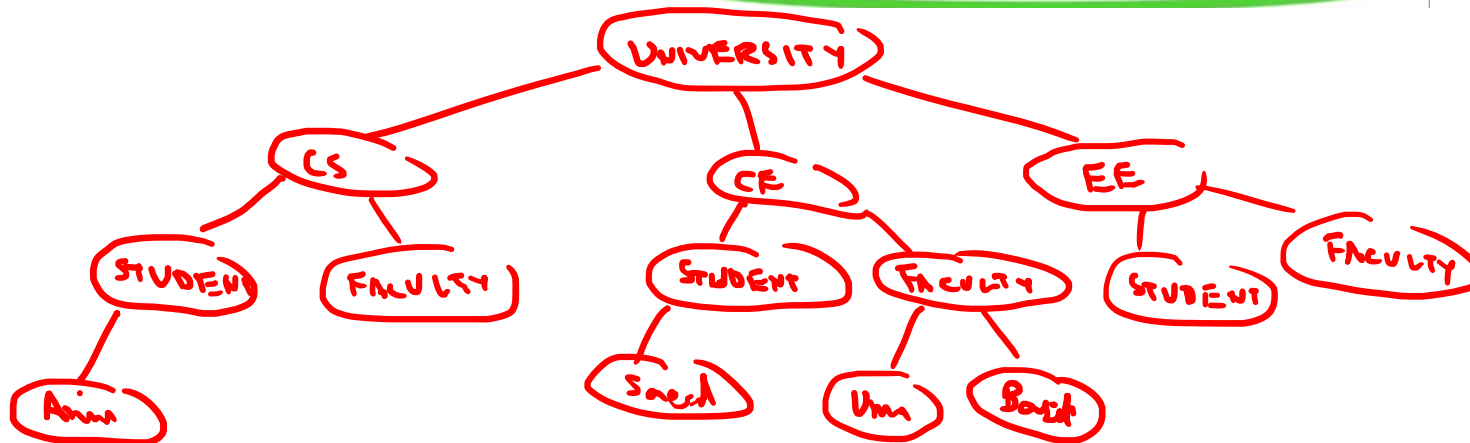 UNIVERSITY
CS
CE
EE
STUDENT
FACULTY
STUDENT
FACULTY
STUDENT
FACULTY
Saeed